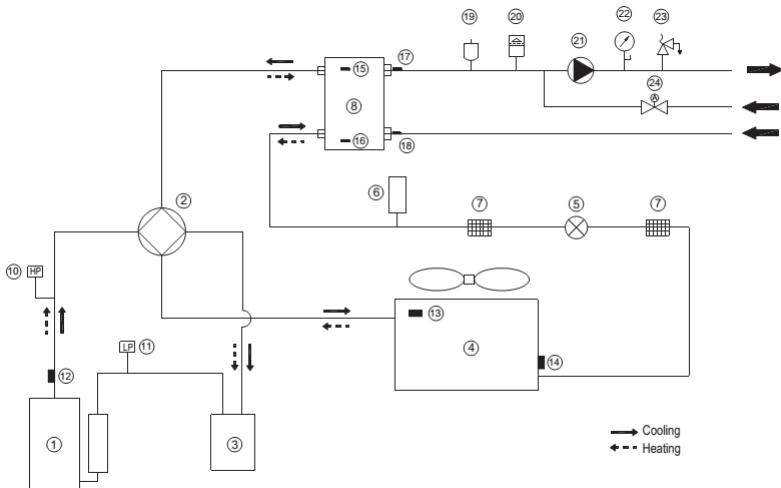 ⑲ ⑳ ㉑ ㉒ ㉓
⑰
⑮
⑧
㉔
⑯
⑱
②
⑥
⑦ ⑤ ⑦
⑩ HP
⑬
LP ⑪
④
⑭
⑫
①
③
Cooling
Heating